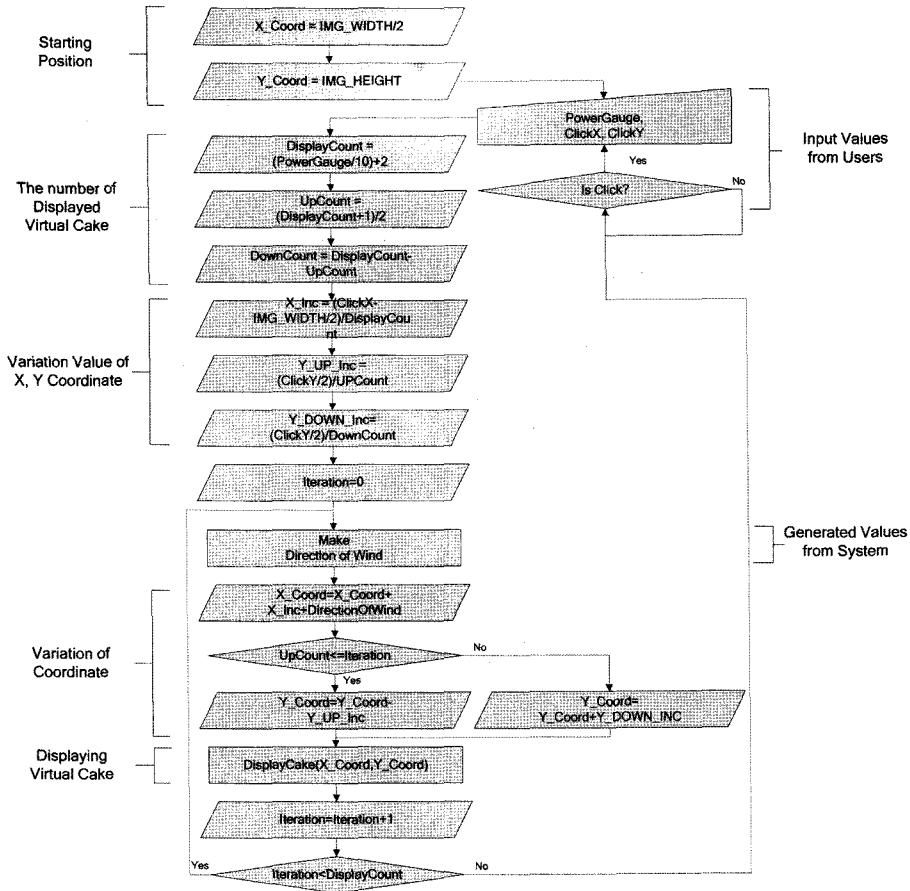 X_Coord = IMG_WIDTH/2
Starting
Position
Y_Coord = IMG_HEIGHT
PowerGauge,
ClickX, ClickY
Input Values
from Users
Yes
Is Click?
No
DisplayCount =
(PowerGauge/10)+2
The number of
Displayed
Virtual Cake
UpCount =
(DisplayCount+1)/2
DownCount = DisplayCount-
UpCount
X_Inc = (ClickX-
IMG_WIDTH/2)/DisplayCou
nt
Variation Value of
X, Y Coordinate
Y_UP_Inc =
(ClickY/2)/UPCount
Y_DOWN_Inc=
(ClickY/2)/DownCount
Iteration=0
Make
Direction of Wind
Generated Values
from System
X_Coord=X_Coord+
X_Inc+DirectionOfWind
Variation of
Coordinate
UpCount<=Iteration
No
Yes
Y_Coord=Y_Coord-
Y_UP_Inc
Y_Coord=
Y_Coord+Y_DOWN_INC
Displaying
Virtual Cake
DisplayCake(X_Coord,Y_Coord)
Iteration=Iteration+1
Yes
Iteration<DisplayCount
No